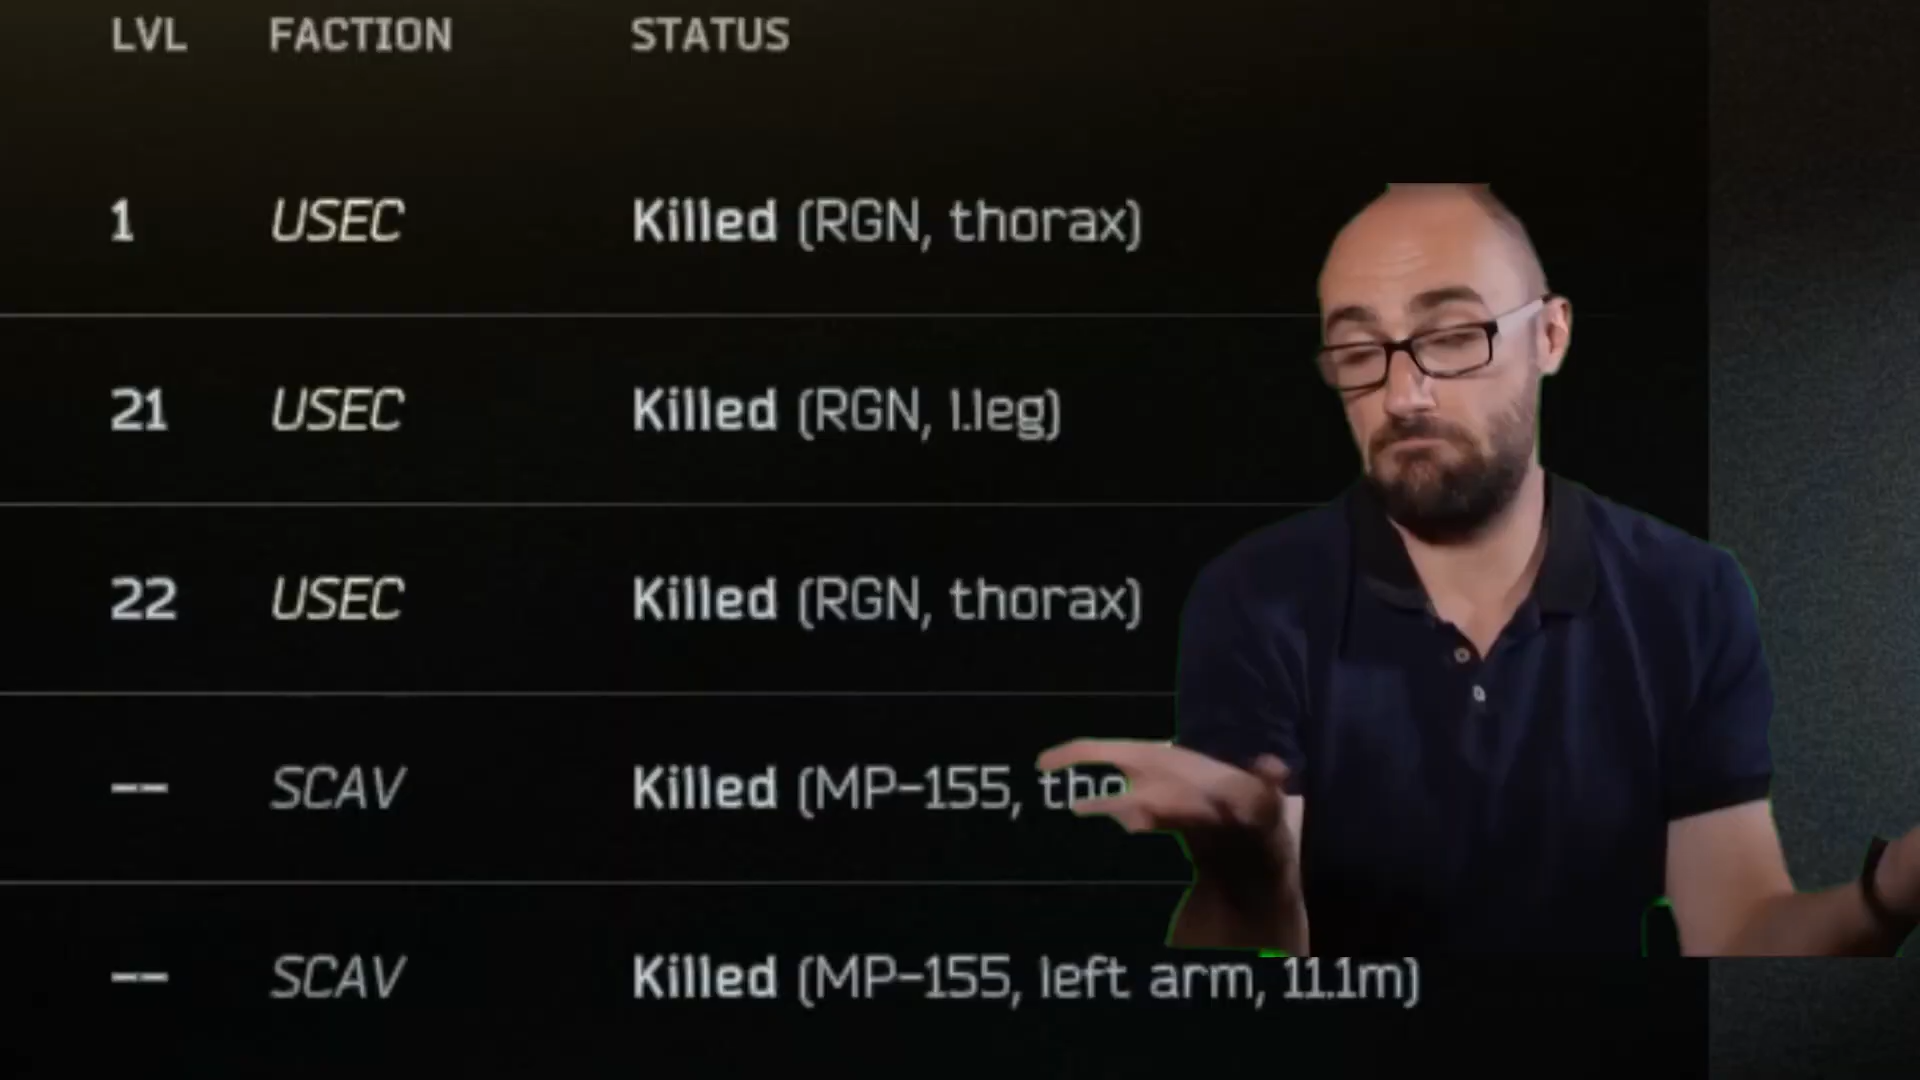 LVL FACTION STATUS
1 USEC Killed (RGN, thorax)
21 USEC Killed (RGN, l.leg)
22 USEC Killed (RGN, thorax)
-- SCAV Killed (MP-155, tho
-- SCAV Killed (MP-155, left arm, 11.1m)